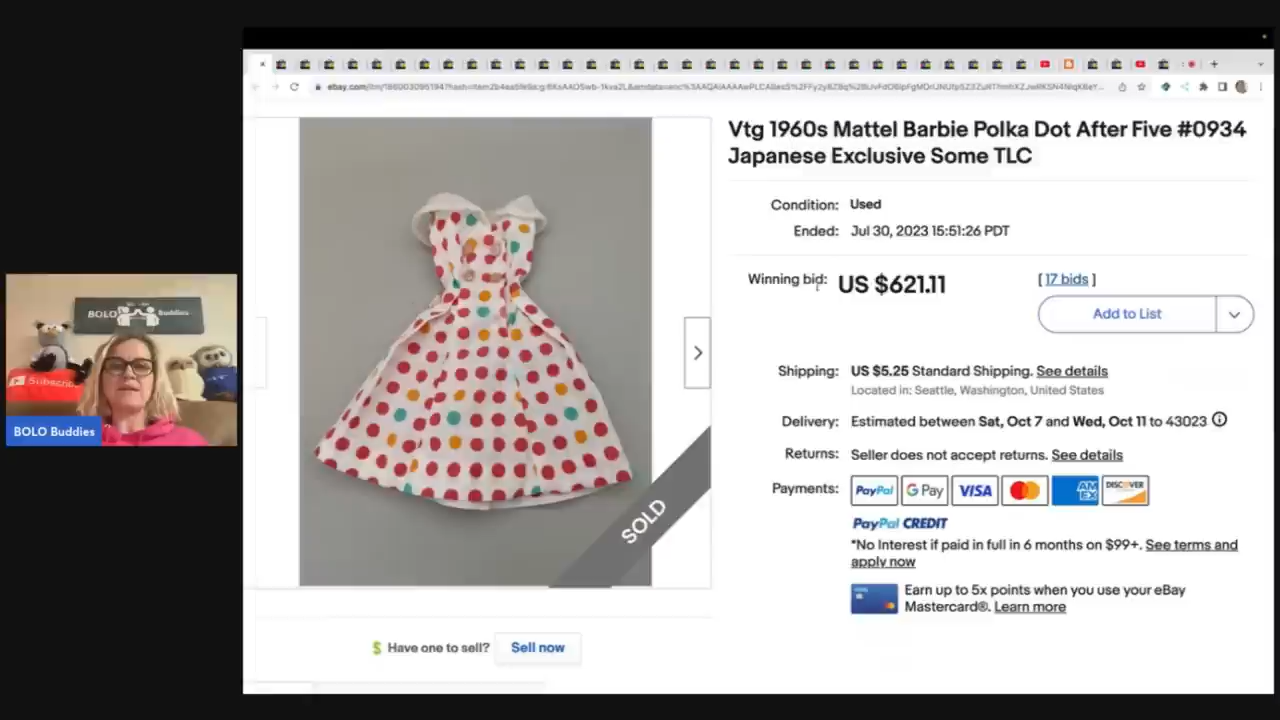 Vtg 1960s Mattel Barbie Polka Dot After Five #0934
Japanese Exclusive Some TLC
Condition: Used
Ended: Jul 30, 2023 15:51:26 PDT
Winning bid: US $621.11 [ 17 bids ]
Add to List
Shipping: US $5.25 Standard Shipping. See details
Located in: Seattle, Washington, United States
Delivery: Estimated between Sat, Oct 7 and Wed, Oct 11 to 43023
Returns: Seller does not accept returns. See details
Payments: PayPal G Pay VISA AM EX DISCOVER
PayPal CREDIT
*No Interest if paid in full in 6 months on $99+. See terms and
apply now
Earn up to 5x points when you use your eBay
Mastercard®. Learn more
SOLD
$ Have one to sell? Sell now
BOLO Buddies
Subscri
BOLO Buddies